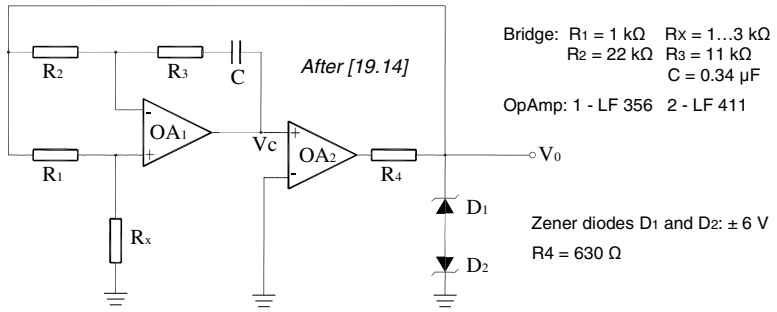 Bridge: R1 = 1 kΩ Rx = 1...3 kΩ
R2 = 22 kΩ R3 = 11 kΩ
C = 0.34 µF
OpAmp: 1 - LF 356 2 - LF 411
R2
R3
C
After [19.14]
-
OA1
+
Vc
+
OA2
-
R4
V0
R1
Rx
D1
D2
Zener diodes D1 and D2: ± 6 V
R4 = 630 Ω